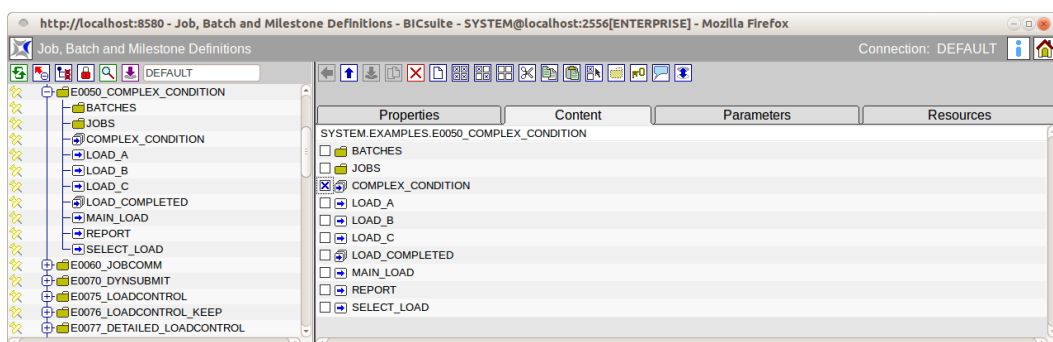 http://localhost:8580 - Job, Batch and Milestone Definitions - BICsuite - SYSTEM@localhost:2556[ENTERPRISE] - Mozilla Firefox
Job, Batch and Milestone Definitions
Connection: DEFAULT
DEFAULT
E0050_COMPLEX_CONDITION
BATCHES
JOBS
COMPLEX_CONDITION
LOAD_A
LOAD_B
LOAD_C
LOAD_COMPLETED
MAIN_LOAD
REPORT
SELECT_LOAD
E0060_JOBCOMM
E0070_DYNSUBMIT
E0075_LOADCONTROL
E0076_LOADCONTROL_KEEP
E0077_DETAILED_LOADCONTROL
Properties Content Parameters Resources
SYSTEM.EXAMPLES.E0050_COMPLEX_CONDITION
BATCHES
JOBS
COMPLEX_CONDITION
LOAD_A
LOAD_B
LOAD_C
LOAD_COMPLETED
MAIN_LOAD
REPORT
SELECT_LOAD